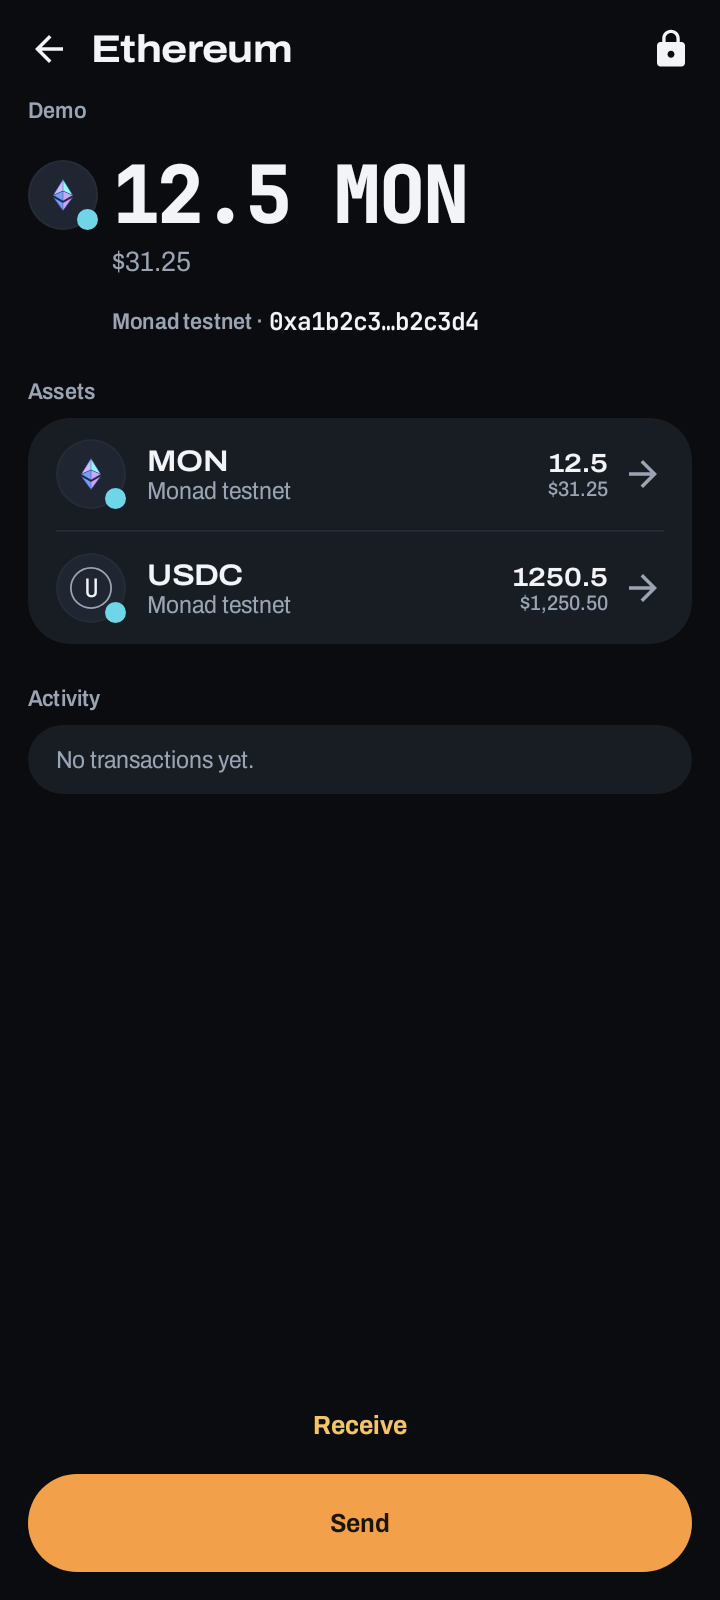 Ethereum
Demo
12.5 MON
$31.25
Monad testnet · 0xa1b2c3…b2c3d4
Assets
MON
Monad testnet
12.5
$31.25
U
USDC
Monad testnet
1250.5
$1,250.50
Activity
No transactions yet.
Receive
Send